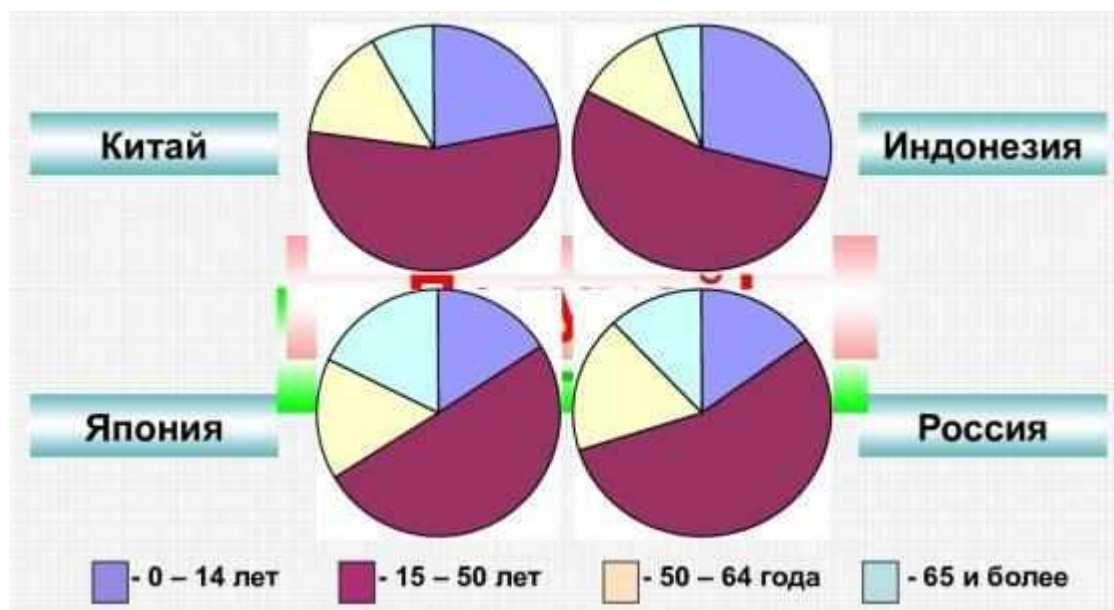 Китай
Индонезия
Япония
Россия
- 0 – 14 лет
- 15 – 50 лет
- 50 – 64 года
- 65 и более